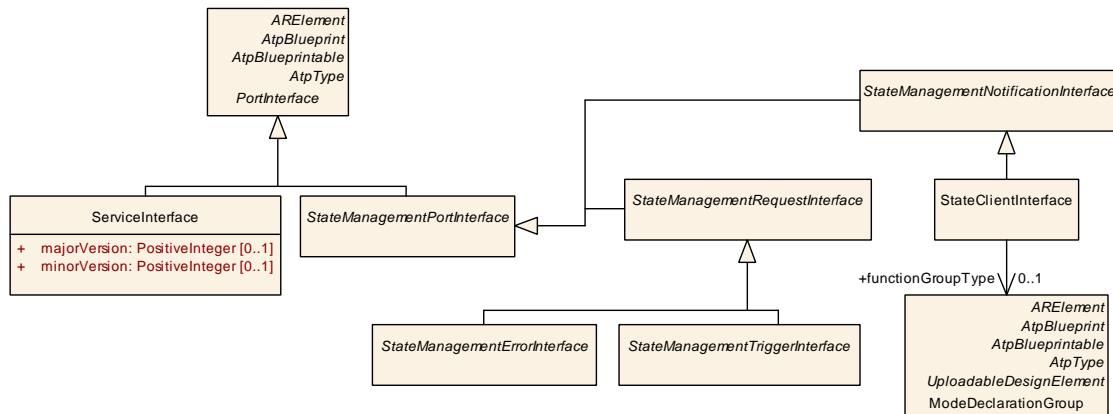 ARElement
AtpBlueprint
AtpBlueprintable
AtpType
PortInterface
StateManagementNotificationInterface
ServiceInterface
+ majorVersion: PositiveInteger [0..1]
+ minorVersion: PositiveInteger [0..1]
StateManagementPortInterface
StateManagementRequestInterface
StateClientInterface
+functionGroupType 0..1
StateManagementErrorInterface
StateManagementTriggerInterface
ARElement
AtpBlueprint
AtpBlueprintable
AtpType
UploadableDesignElement
ModeDeclarationGroup